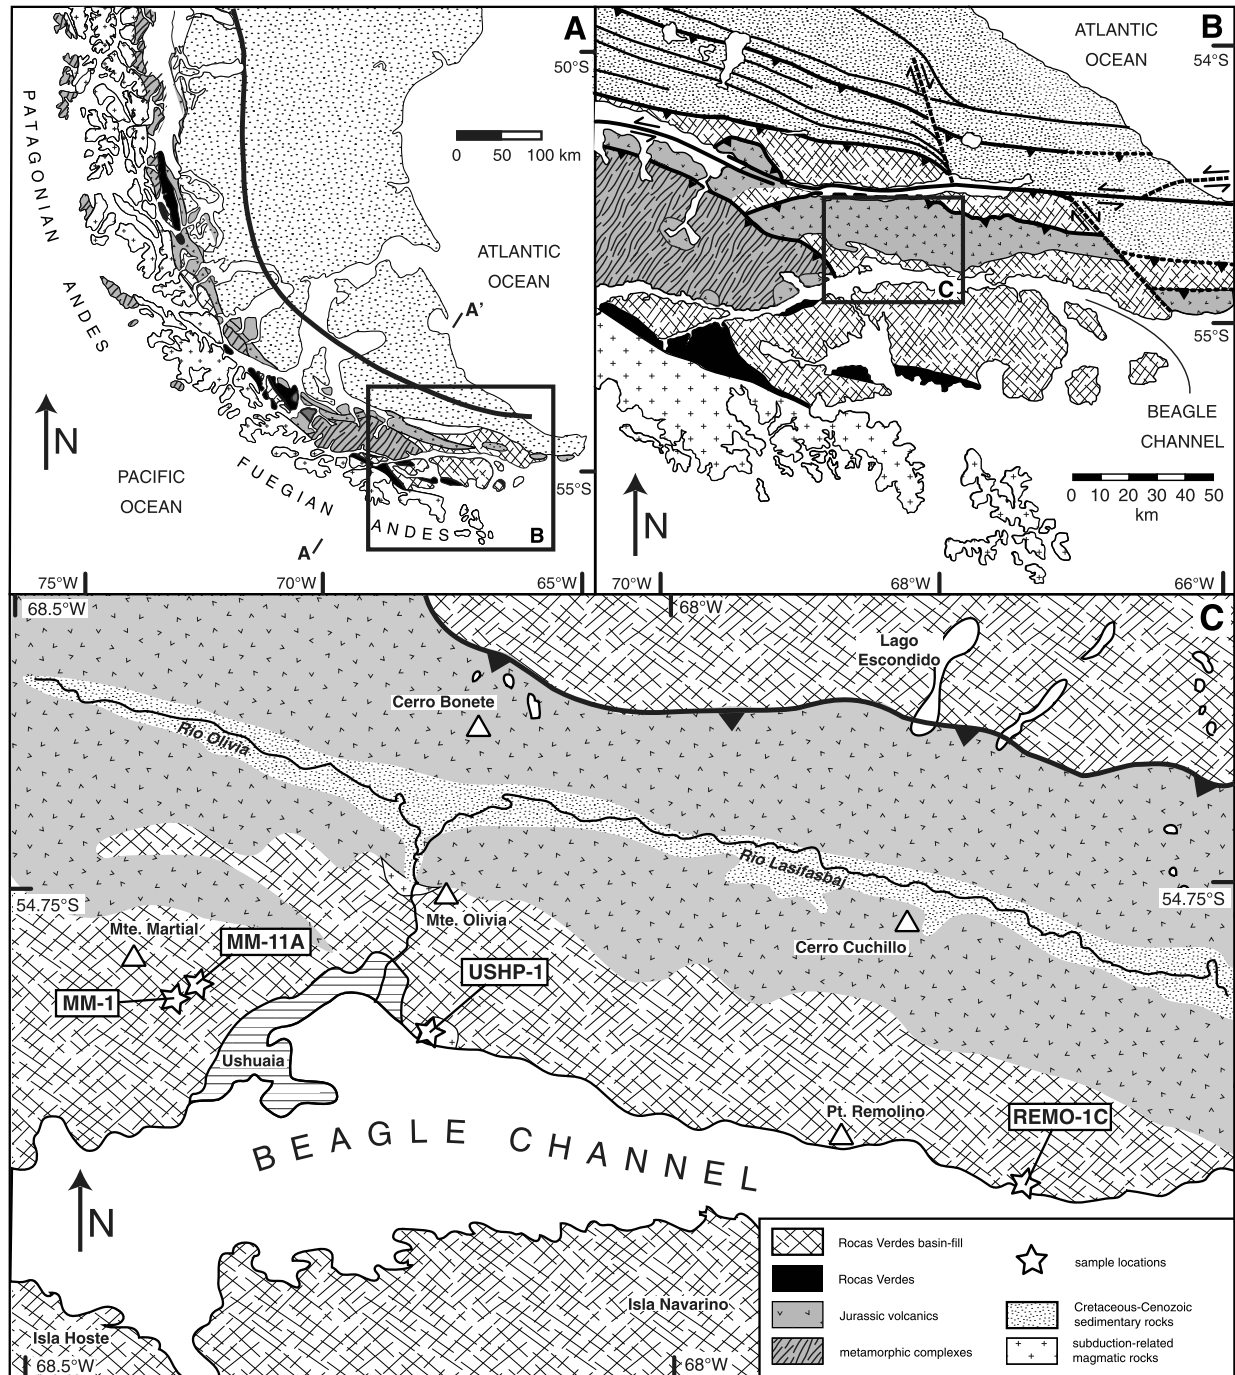 A
50°S
0 50 100 km
PATAGONIAN
ANDES
ATLANTIC
OCEAN
A'
N
PACIFIC
OCEAN
FUEGIAN
ANDES
55°S
B
A
75°W 70°W 65°W
B
ATLANTIC
OCEAN
54°S
C
55°S
BEAGLE
CHANNEL
0 10 20 30 40 50
km
N
70°W 68°W 66°W
68.5°W 68°W
C
Lago
Escondido
Cerro Bonete
Rio Olivia
Rio Lasifasbaj
54.75°S 54.75°S
Mte. Olivia
Mte. Martial
MM-11A
Cerro Cuchillo
USHP-1
MM-1
Ushuaia
Pt. Remolino
REMO-1C
BEAGLE CHANNEL
N
Isla Navarino
Isla Hoste
68.5°W 68°W
Rocas Verdes basin-fill
Rocas Verdes
Jurassic volcanics
metamorphic complexes
sample locations
Cretaceous-Cenozoic
sedimentary rocks
subduction-related
magmatic rocks